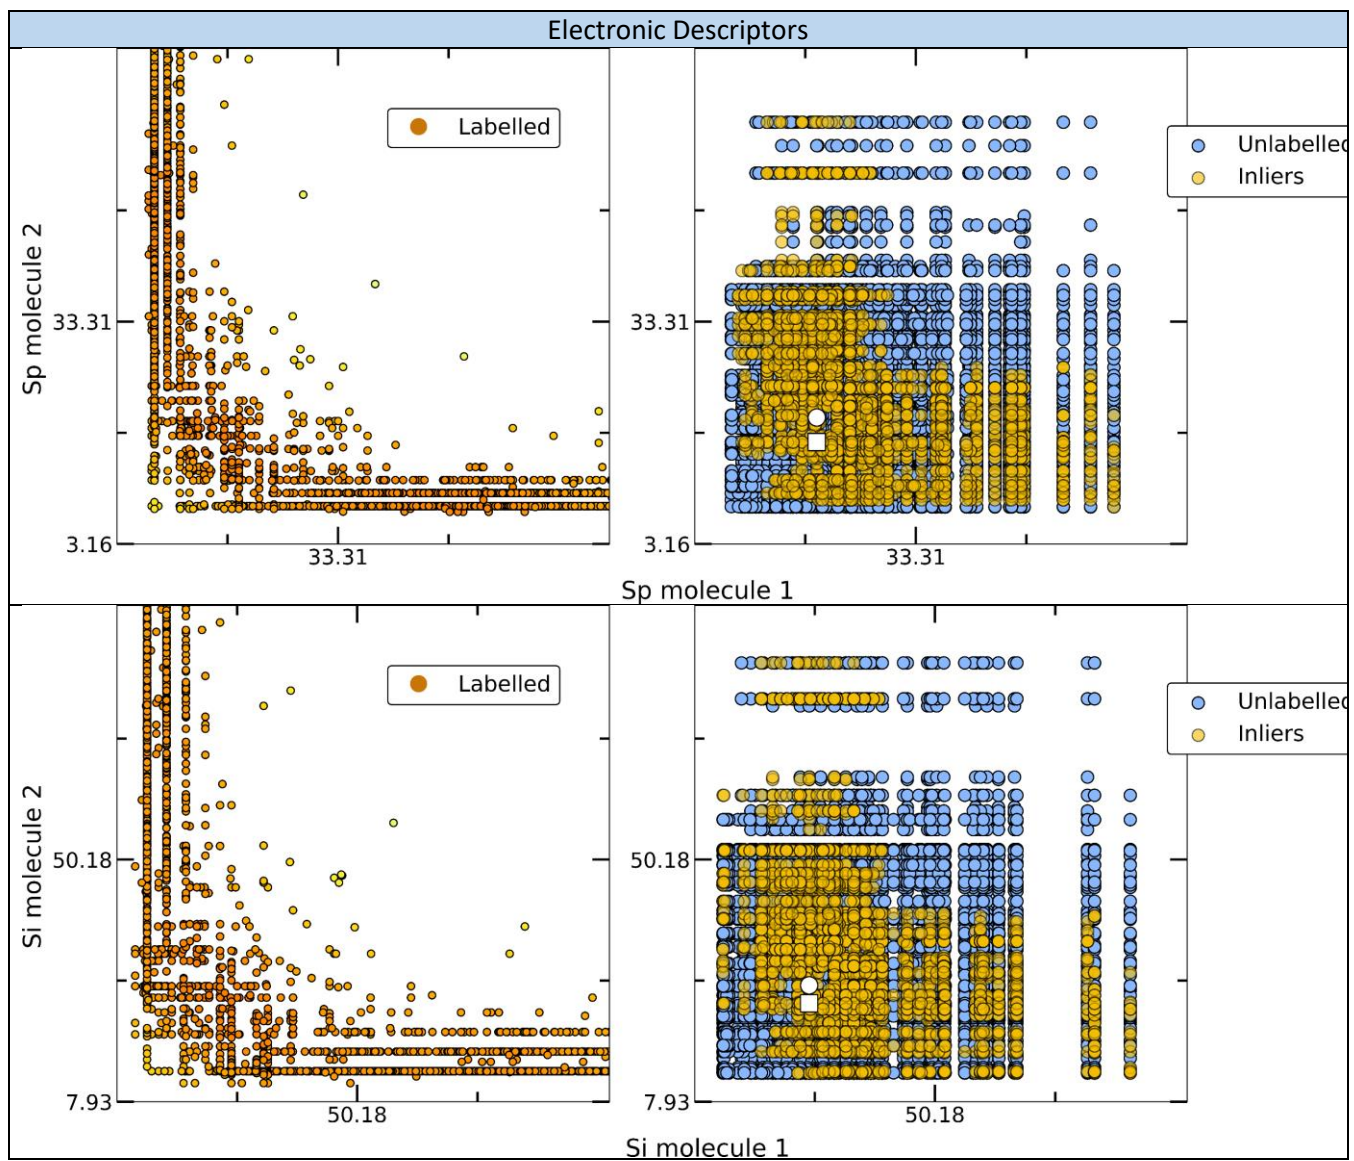 Electronic Descriptors
Sp molecule 2
Labelled
Unlabelled
Inliers
33.31
33.31
3.16
3.16
33.31
33.31
Sp molecule 1
Si molecule 2
Labelled
Unlabelled
Inliers
50.18
50.18
7.93
7.93
50.18
50.18
Si molecule 1